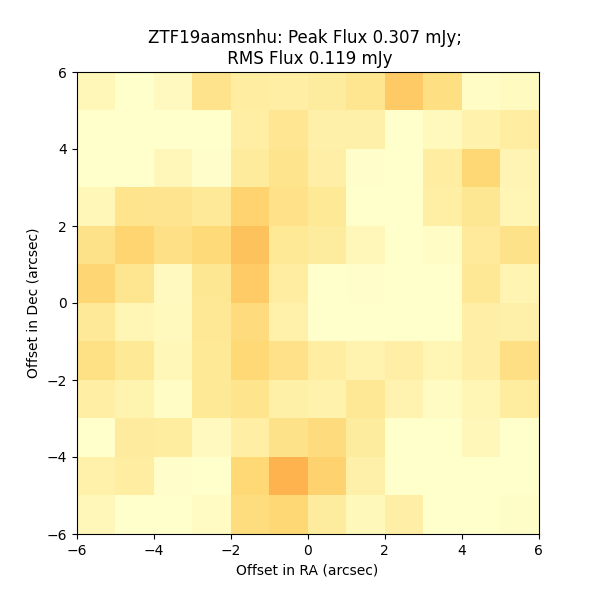 ZTF19aamsnhu: Peak Flux 0.307 mJy;
RMS Flux 0.119 mJy
6
4
2
0
−2
−4
−6
Offset in Dec (arcsec)
−6 −4 −2 0 2 4 6
Offset in RA (arcsec)